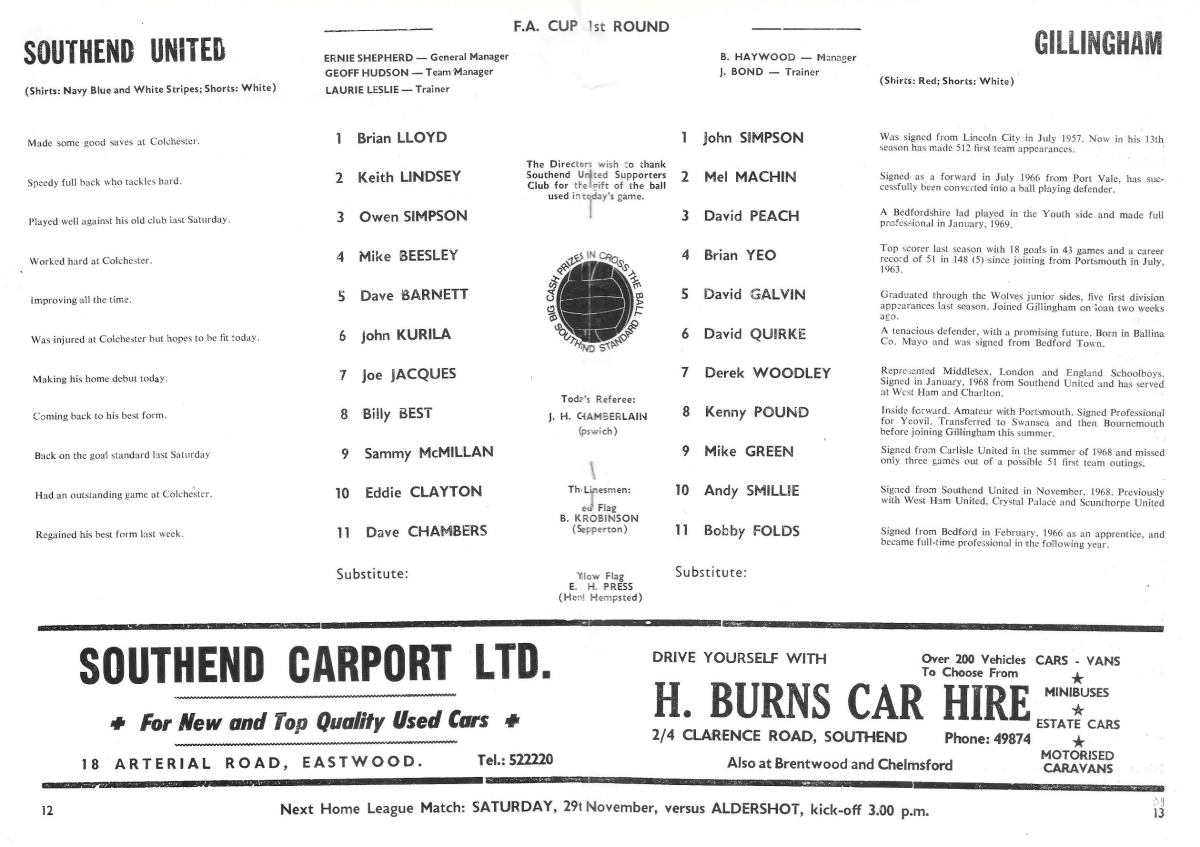 F.A. CUP 1st ROUND
SOUTHEND UNITED
(Shirts: Navy Blue and White Stripes; Shorts: White)
ERNIE SHEPHERD — General Manager
GEOFF HUDSON — Team Manager
LAURIE LESLIE — Trainer
B. HAYWOOD — Manager
J. BOND — Trainer
GILLINGHAM
(Shirts: Red; Shorts: White)
Made some good saves at Colchester.
1 Brian LLOYD
Speedy full back who tackles hard.
2 Keith LINDSEY
Played well against his old club last Saturday.
3 Owen SIMPSON
Worked hard at Colchester.
4 Mike BEESLEY
Improving all the time.
5 Dave BARNETT
Was injured at Colchester but hopes to be fit today.
6 John KURILA
Making his home debut today.
7 Joe JACQUES
Coming back to his best form.
8 Billy BEST
Back on the goal standard last Saturday
9 Sammy McMILLAN
Had an outstanding game at Colchester.
10 Eddie CLAYTON
Regained his best form last week.
11 Dave CHAMBERS
Substitute:
The Directors wish to thank
Southend United Supporters
Club for the gift of the ball
used in today's game.
BIG CASH PRIZES IN CROSS THE BALL
SOUTHND STANDARD
Toda's Referee:
J. H. CHAMBERLAIN
(pswich)
Th Linesmen:
ed Flag
B. KROBINSON
(Sepperton)
Yllow Flag
E. H. PRESS
(Henl Hempsted)
1 John SIMPSON
Was signed from Lincoln City in July 1957. Now in his 13th
season has made 512 first team appearances.
2 Mel MACHIN
Signed as a forward in July 1966 from Port Vale, has suc-
cessfully been converted into a ball playing defender.
3 David PEACH
A Bedfordshire lad played in the Youth side and made full
professional in January, 1969.
4 Brian YEO
Top scorer last season with 18 goals in 43 games and a career
record of 51 in 148 (5) since joining from Portsmouth in July,
1963.
5 David GALVIN
Graduated through the Wolves junior sides, five first division
appearances last season. Joined Gillingham on loan two weeks
ago.
6 David QUIRKE
A tenacious defender, with a promising future. Born in Ballina
Co. Mayo and was signed from Bedford Town.
7 Derek WOODLEY
Represented Middlesex, London and England Schoolboys.
Signed in January, 1968 from Southend United and has served
at West Ham and Charlton.
8 Kenny POUND
Inside forward. Amateur with Portsmouth. Signed Professional
for Yeovil. Transferred to Swansea and then Bournemouth
before joining Gillingham this summer.
9 Mike GREEN
Signed from Carlisle United in the summer of 1968 and missed
only three games out of a possible 51 first team outings.
10 Andy SMILLIE
Signed from Southend United in November, 1968. Previously
with West Ham United, Crystal Palace and Scunthorpe United
11 Bobby FOLDS
Signed from Bedford in February, 1966 as an apprentice, and
became full-time professional in the following year.
Substitute:
SOUTHEND CARPORT LTD.
For New and Top Quality Used Cars
18 ARTERIAL ROAD, EASTWOOD. Tel.: 522220
DRIVE YOURSELF WITH
Over 200 Vehicles
To Choose From
H. BURNS CAR HIRE
2/4 CLARENCE ROAD, SOUTHEND Phone: 49874
Also at Brentwood and Chelmsford
CARS - VANS
MINIBUSES
ESTATE CARS
MOTORISED
CARAVANS
12
Next Home League Match: SATURDAY, 29t November, versus ALDERSHOT, kick-off 3.00 p.m.
13